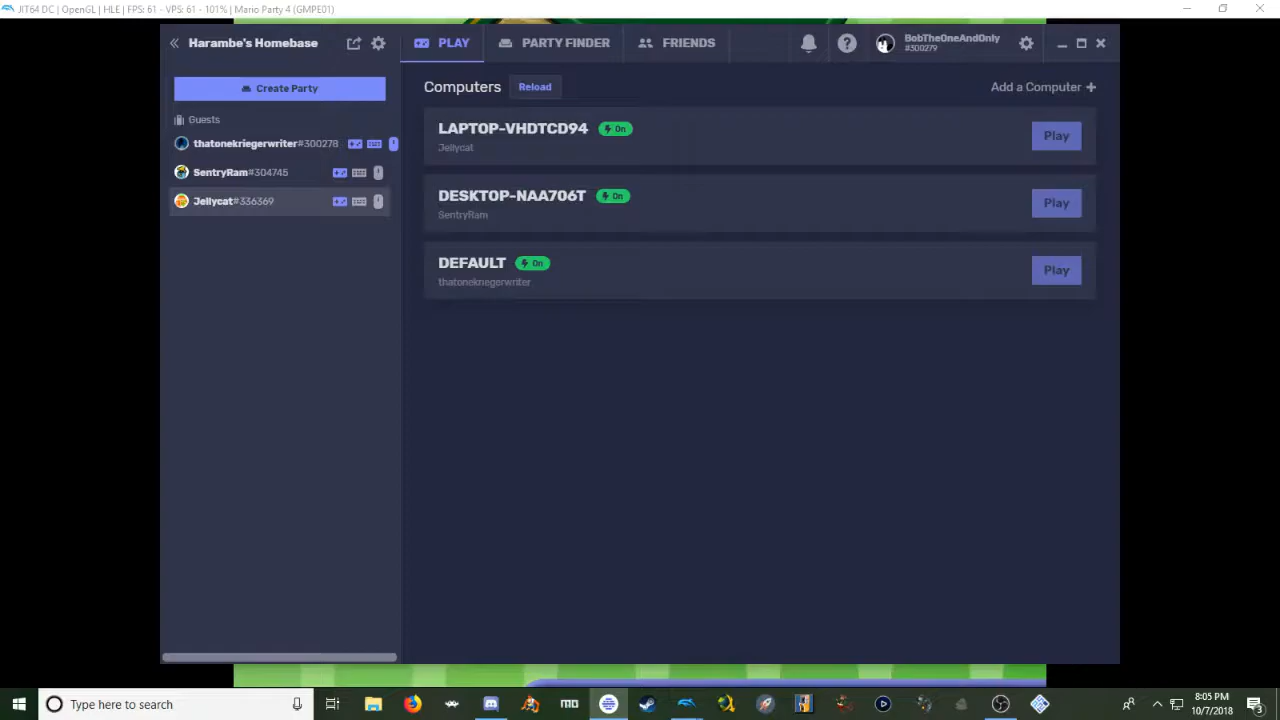 JIT64 DC | OpenGL | HLE | FPS: 61 - VPS: 61 - 101% | Mario Party 4 (GMPE01)
Harambe's Homebase
PLAY
PARTY FINDER
FRIENDS
BobTheOneAndOnly
#300279
Create Party
Guests
thatonekriegerwriter#300278
SentryRam#304745
Jellycat#336369
Computers
Reload
Add a Computer
LAPTOP-VHDTCD94
On
Jellycat
Play
DESKTOP-NAA706T
On
SentryRam
Play
DEFAULT
On
thatonekriegerwriter
Play
Type here to search
8:05 PM
10/7/2018
3